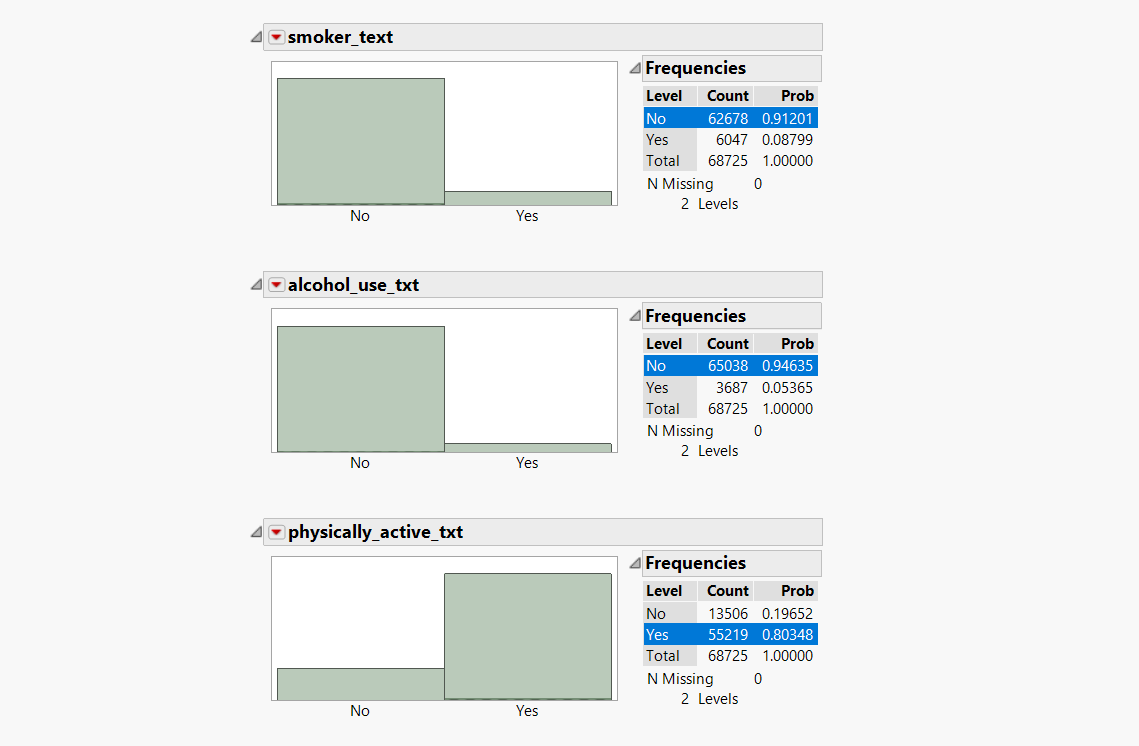 smoker_text
Frequencies
Level Count Prob
No 62678 0.91201
Yes 6047 0.08799
Total 68725 1.00000
N Missing 0
2 Levels
No Yes
alcohol_use_txt
Frequencies
Level Count Prob
No 65038 0.94635
Yes 3687 0.05365
Total 68725 1.00000
N Missing 0
2 Levels
No Yes
physically_active_txt
Frequencies
Level Count Prob
No 13506 0.19652
Yes 55219 0.80348
Total 68725 1.00000
N Missing 0
2 Levels
No Yes